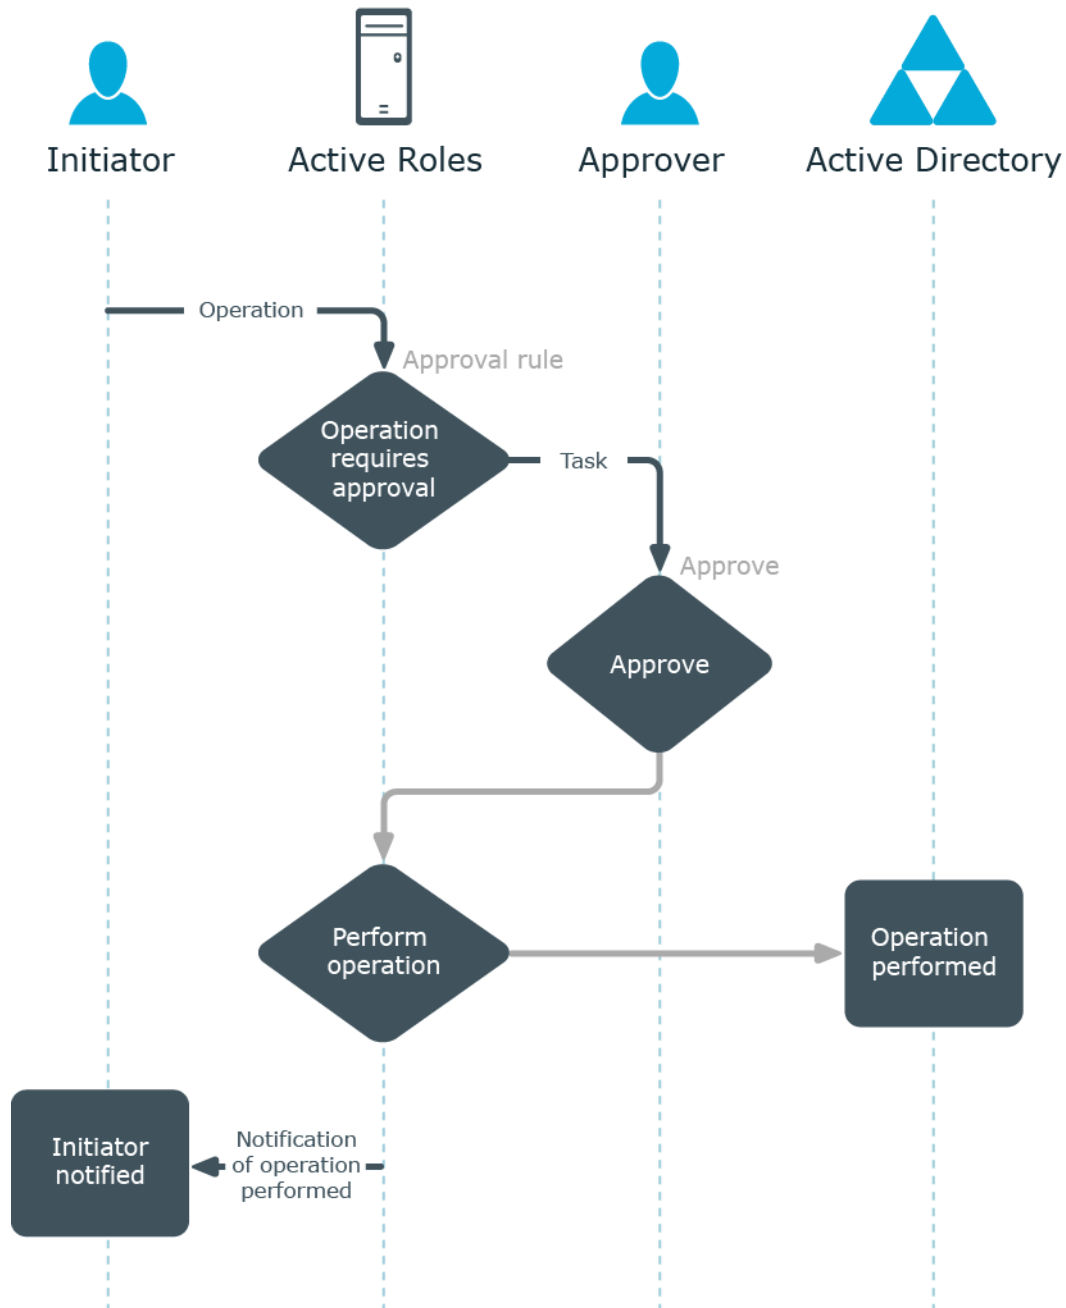 Initiator
Active Roles
Approver
Active Directory
Operation
Approval rule
Operation
requires
approval
Task
Approve
Approve
Perform
operation
Operation
performed
Initiator
notified
Notification
of operation
performed